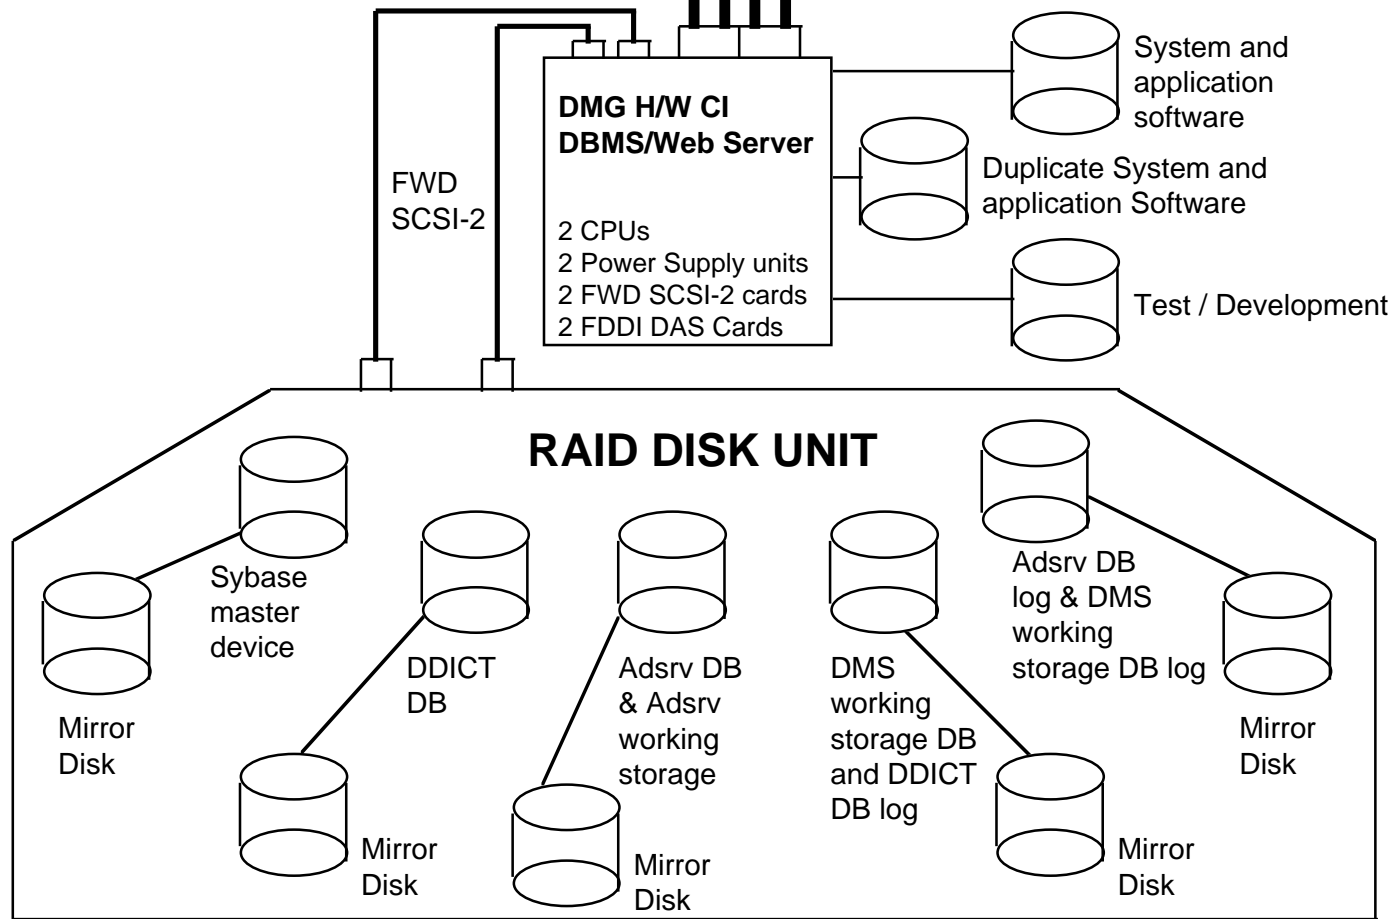 System and
application
software
DMG H/W CI
DBMS/Web Server
FWD
SCSI-2
Duplicate System and
application Software
2 CPUs
2 Power Supply units
2 FWD SCSI-2 cards
2 FDDI DAS Cards
Test / Development
RAID DISK UNIT
Sybase
master
device
Mirror
Disk
DDICT
DB
Mirror
Disk
Adsrv DB
& Adsrv
working
storage
Mirror
Disk
DMS
working
storage DB
and DDICT
DB log
Mirror
Disk
Adsrv DB
log & DMS
working
storage DB log
Mirror
Disk